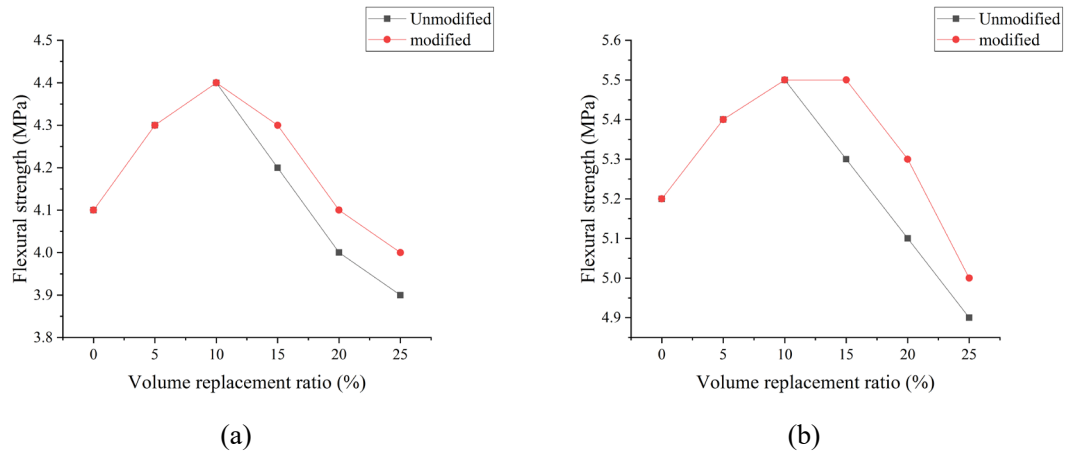 Unmodified
modified
4.5
4.4
4.3
4.2
4.1
4.0
3.9
3.8
Flexural strength (MPa)
0 5 10 15 20 25
Volume replacement ratio (%)
(a)
Unmodified
modified
5.5
5.4
5.3
5.2
5.1
5.0
4.9
Flexural strength (MPa)
0 5 10 15 20 25
Volume replacement ratio (%)
(b)